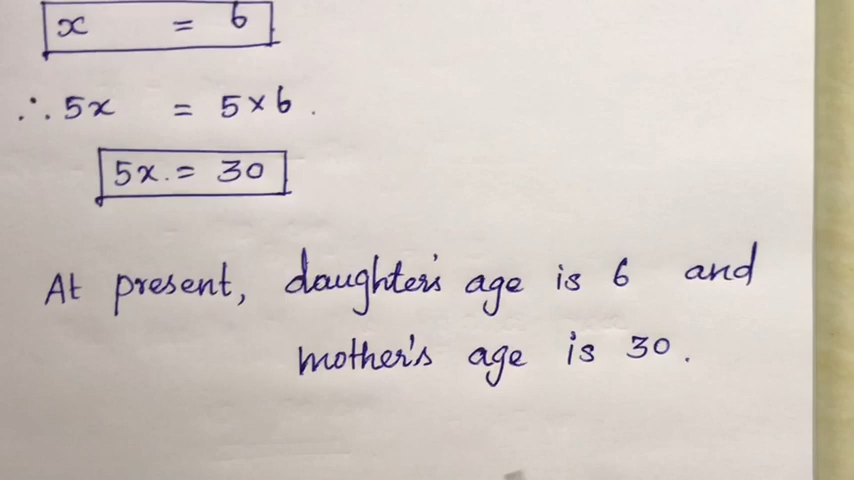 x = 6
∴ 5x = 5×6.
5x. = 30
At present, daughter's age is 6 and
mother's age is 30.